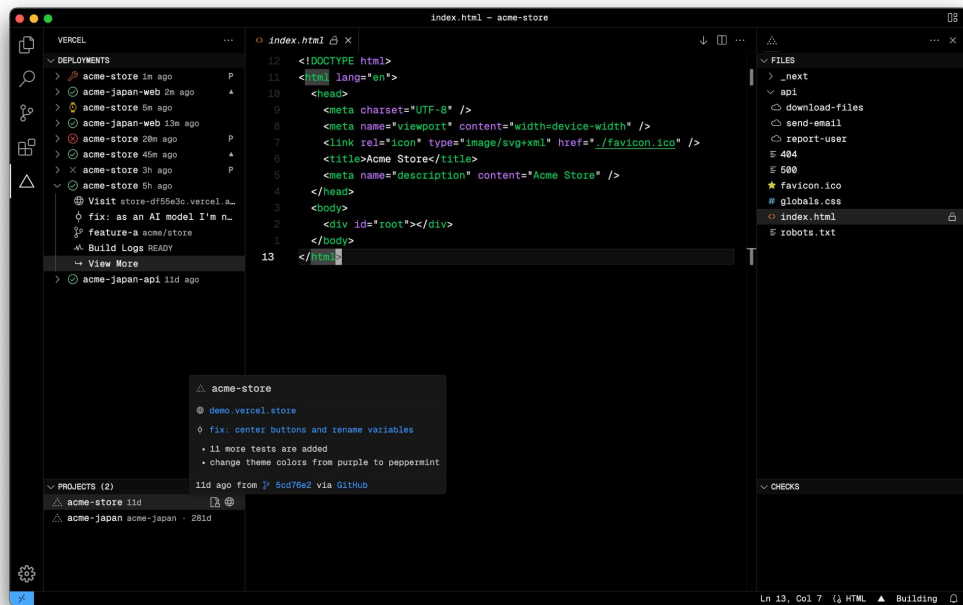 index.html — acme-store
VERCEL
DEPLOYMENTS
acme-store 1m ago P
acme-japan-web 2m ago
acme-store 5m ago
acme-japan-web 13m ago
acme-store 20m ago P
acme-store 45m ago
acme-store 3h ago P
acme-store 5h ago
Visit store-df55e3c.vercel.a…
fix: as an AI model I'm n…
feature-a acme/store
Build Logs READY
View More
acme-japan-api 11d ago
index.html
12 <!DOCTYPE html>
11 <html lang="en">
10 <head>
9 <meta charset="UTF-8" />
8 <meta name="viewport" content="width=device-width" />
7 <link rel="icon" type="image/svg+xml" href="./favicon.ico" />
6 <title>Acme Store</title>
5 <meta name="description" content="Acme Store" />
4 </head>
3 <body>
2 <div id="root"></div>
1 </body>
13 </html>
FILES
_next
api
download-files
send-email
report-user
404
500
favicon.ico
# globals.css
<> index.html
robots.txt
acme-store
demo.vercel.store
fix: center buttons and rename variables
• 11 more tests are added
• change theme colors from purple to peppermint
11d ago from 5cd76e2 via GitHub
PROJECTS (2)
acme-store 11d
acme-japan acme-japan - 281d
CHECKS
Ln 13, Col 7 HTML Building